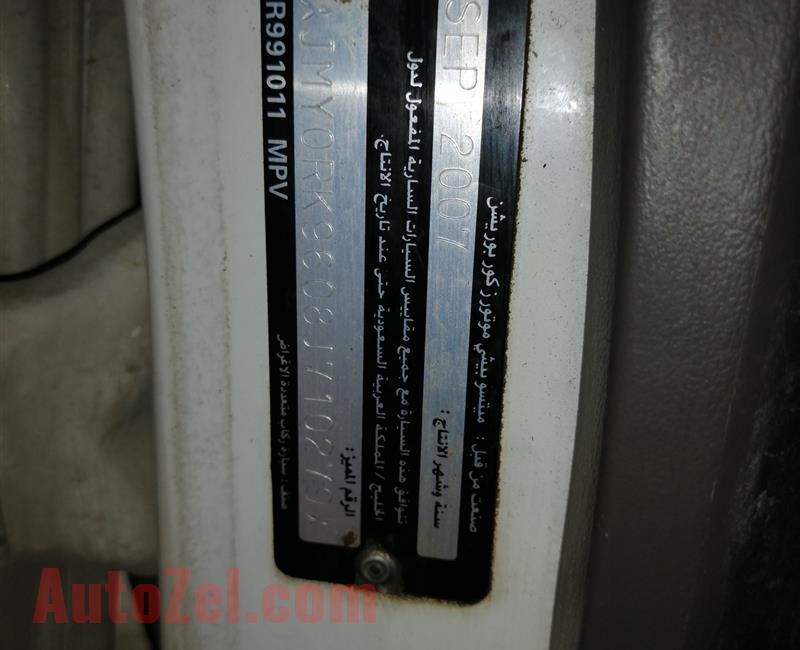 صنعت من قبل : ميتسوبيشي موتورز كوربوريشن
سنة وشهر الانتاج :
SEP 2007
تتوافق هذه السيارة مع جميع مقاييس السيارات السارية المفعول لدول
الخليج / المملكة العربية السعودية حتى عند تاريخ الانتاج.
الرقم المميز :
صنف : سيارة ركاب متعددة الاغراض
R991011 MPV
AutoZel.com